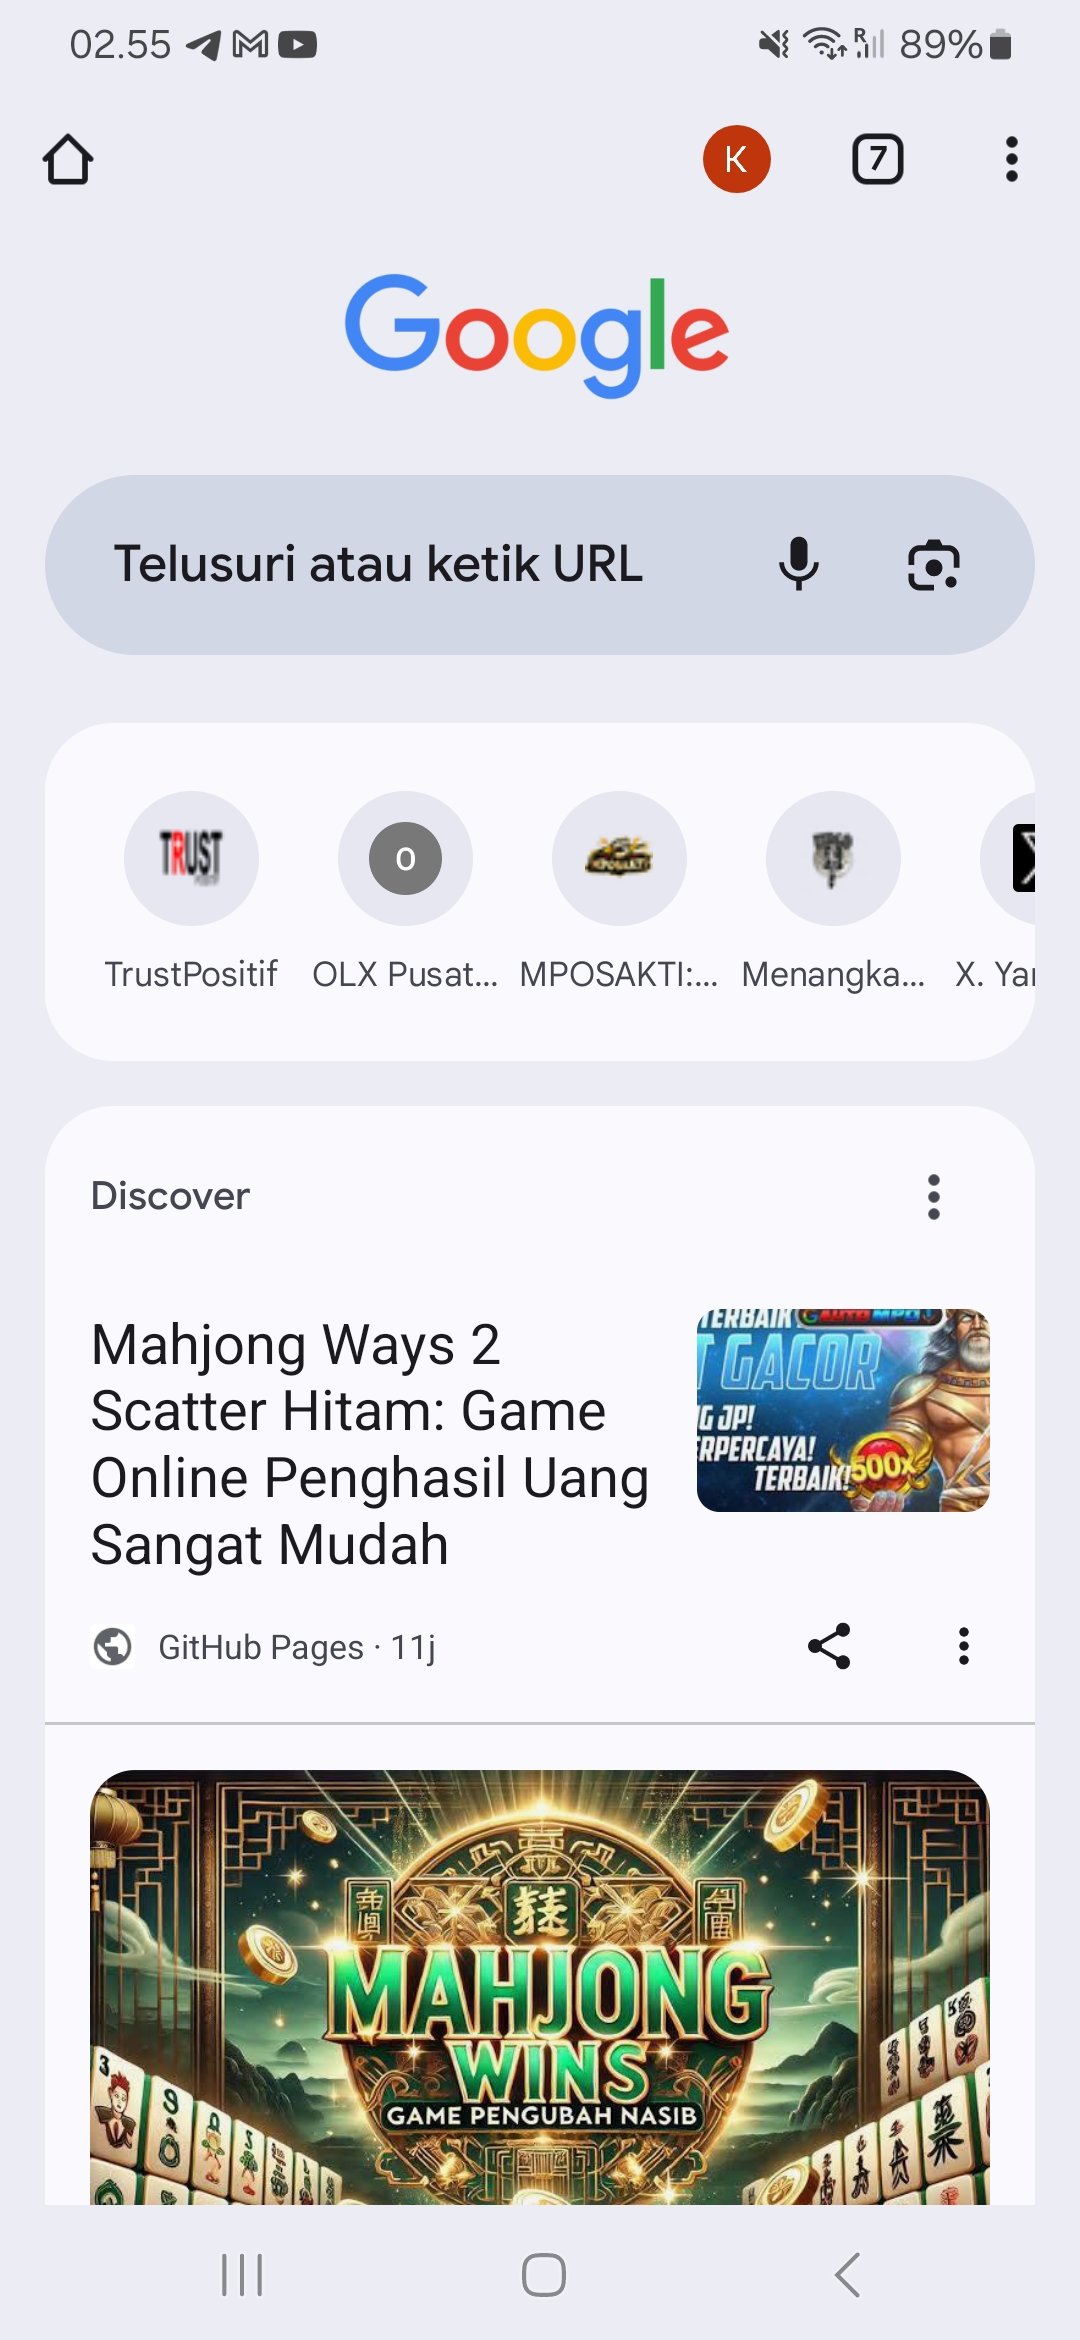 02.55
R
89%
K
7
Google
Telusuri atau ketik URL
TRUST
O
TrustPositif
OLX Pusat...
MPOSAKTI:...
Menangka...
X. Yar
Discover
Mahjong Ways 2
Scatter Hitam: Game
Online Penghasil Uang
Sangat Mudah
TERBAIK
T GACOR
G JP!
ERPERCAYA!
TERBAIK!
500x
GitHub Pages · 11j
MAHJONG
WINS
GAME PENGUBAH NASIB